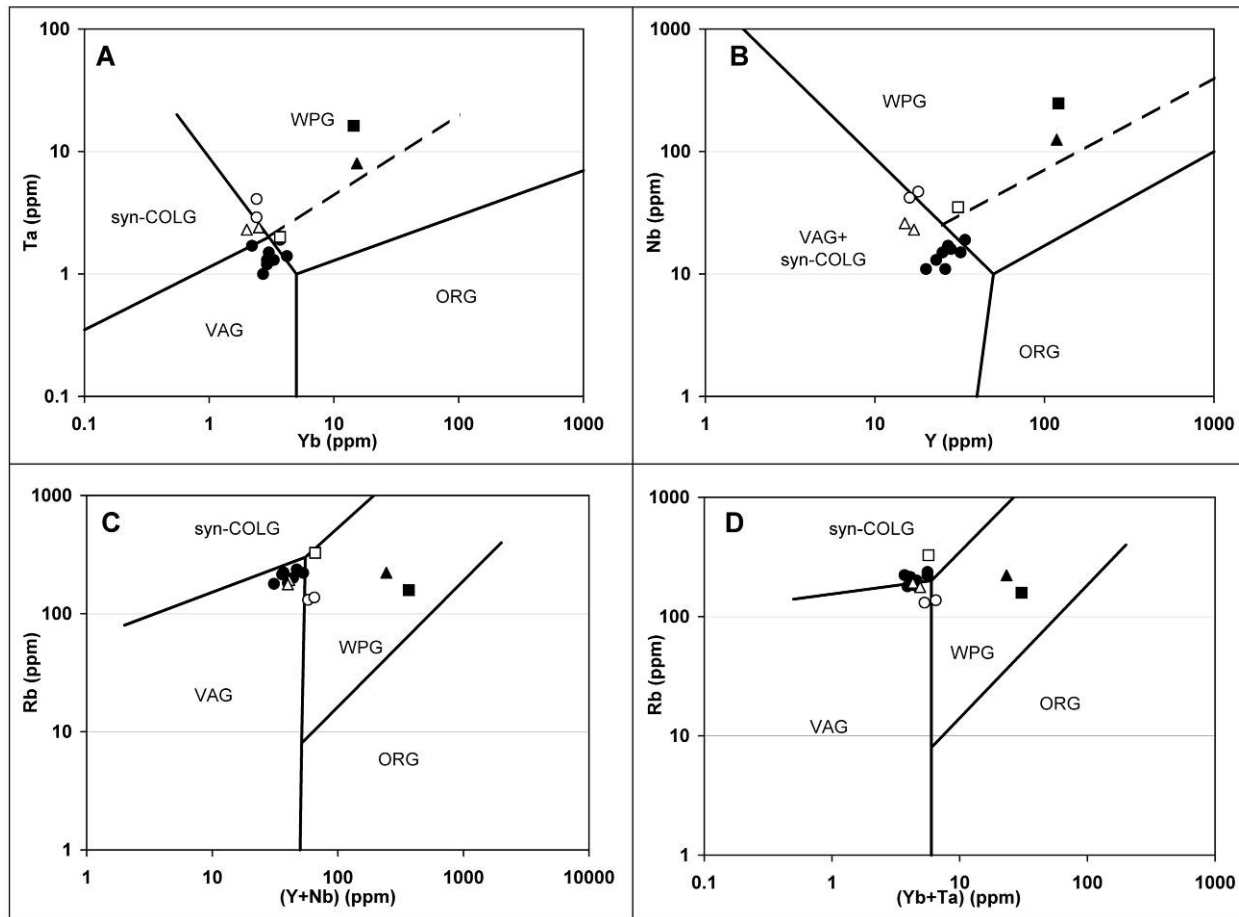 A
100
10
1
0.1
Ta (ppm)
WPG
syn-COLG
VAG
ORG
0.1 1 10 100 1000
Yb (ppm)
B
1000
100
10
1
Nb (ppm)
WPG
VAG+
syn-COLG
ORG
1 10 100 1000
Y (ppm)
C
1000
100
10
1
Rb (ppm)
syn-COLG
WPG
VAG
ORG
1 10 100 1000 10000
(Y+Nb) (ppm)
D
1000
100
10
1
Rb (ppm)
syn-COLG
WPG
VAG
ORG
0.1 1 10 100 1000
(Yb+Ta) (ppm)